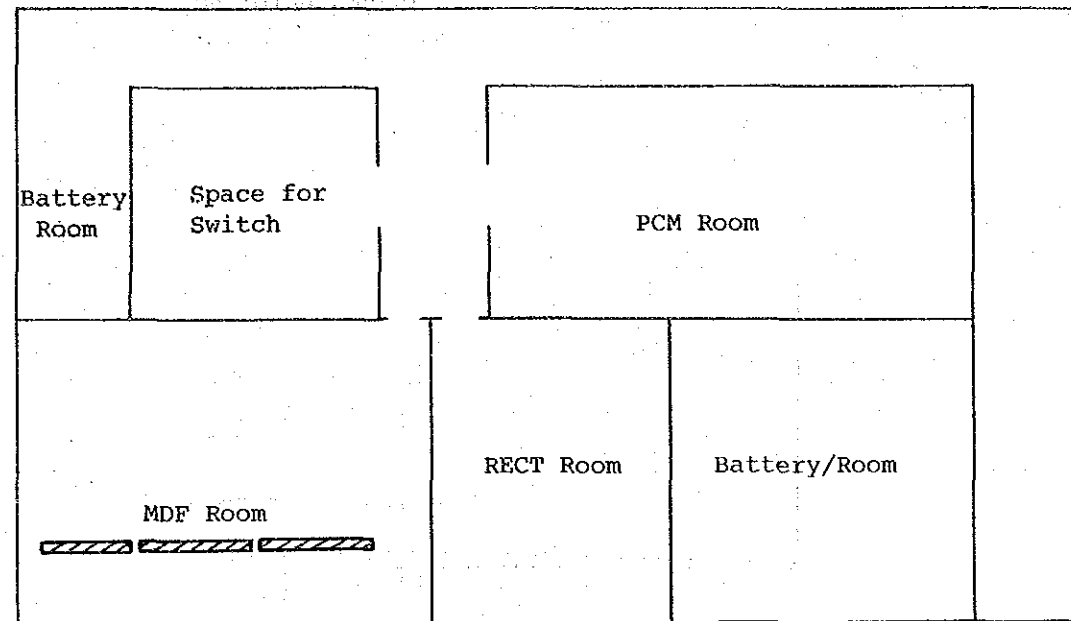 Battery
Room
Space for
Switch
PCM Room
RECT Room
Battery/Room
MDF Room